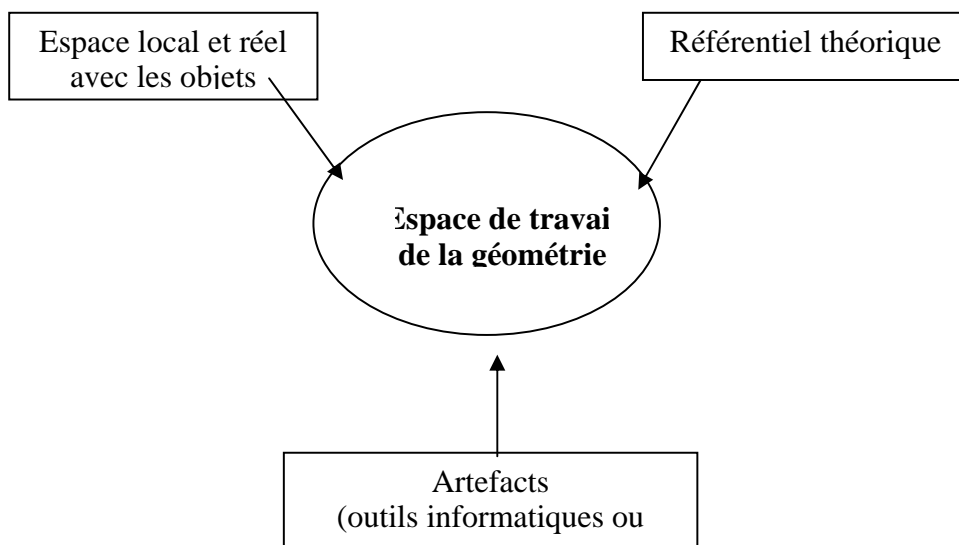 Espace local et réel
avec les objets
Référentiel théorique
Espace de travai
de la géométrie
Artefacts
(outils informatiques ou